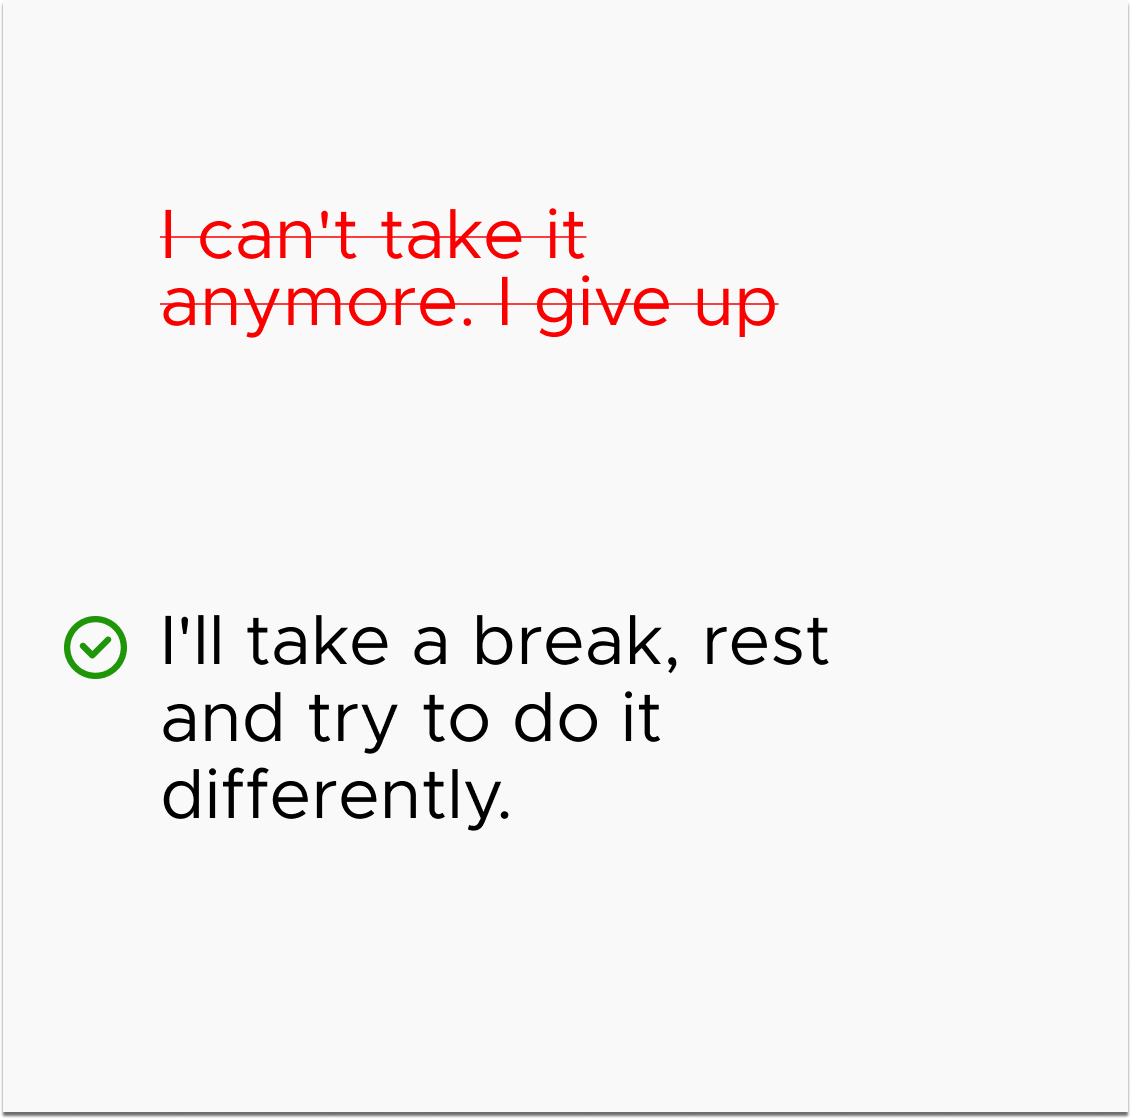 I can't take it
anymore. I give up
I'll take a break, rest
and try to do it
differently.